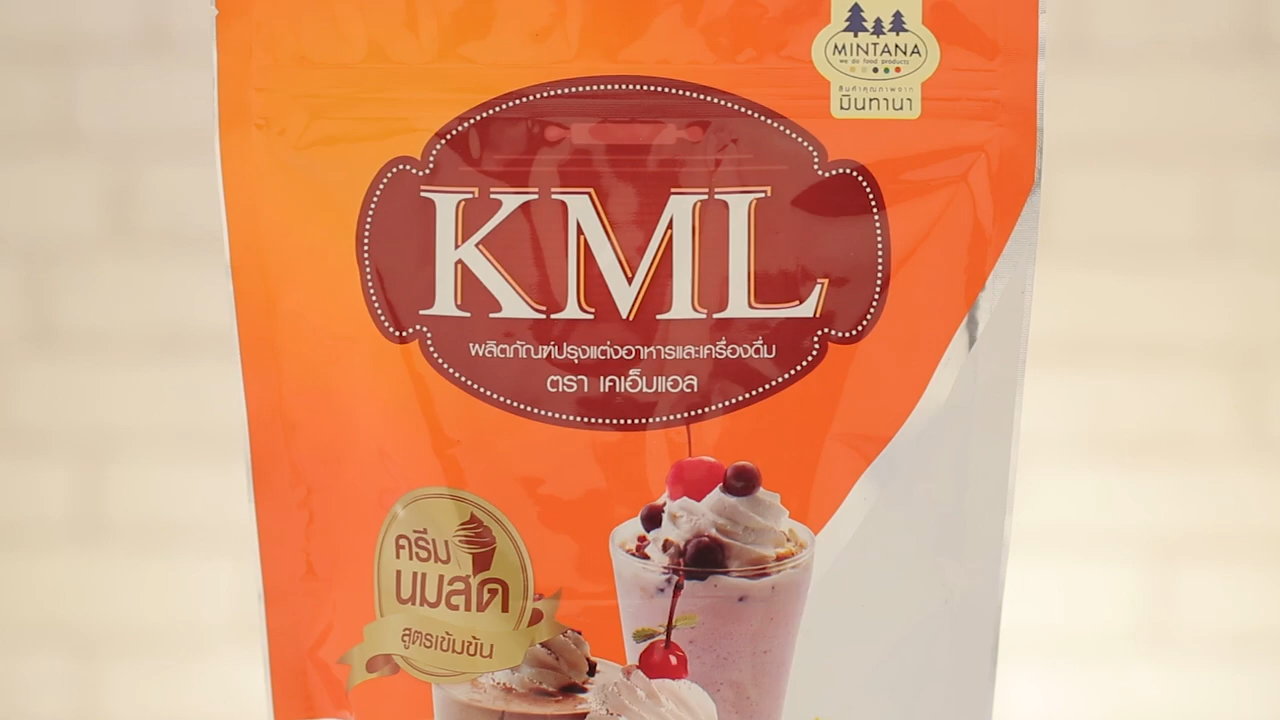 MINTANA
we do food products
สินค้าคุณภาพจาก
มินทานา
KML
ผลิตภัณฑ์ปรุงแต่งอาหารและเครื่องดื่ม
ตรา เคเอ็มแอล
ครีม
นมสด
สูตรเข้มข้น